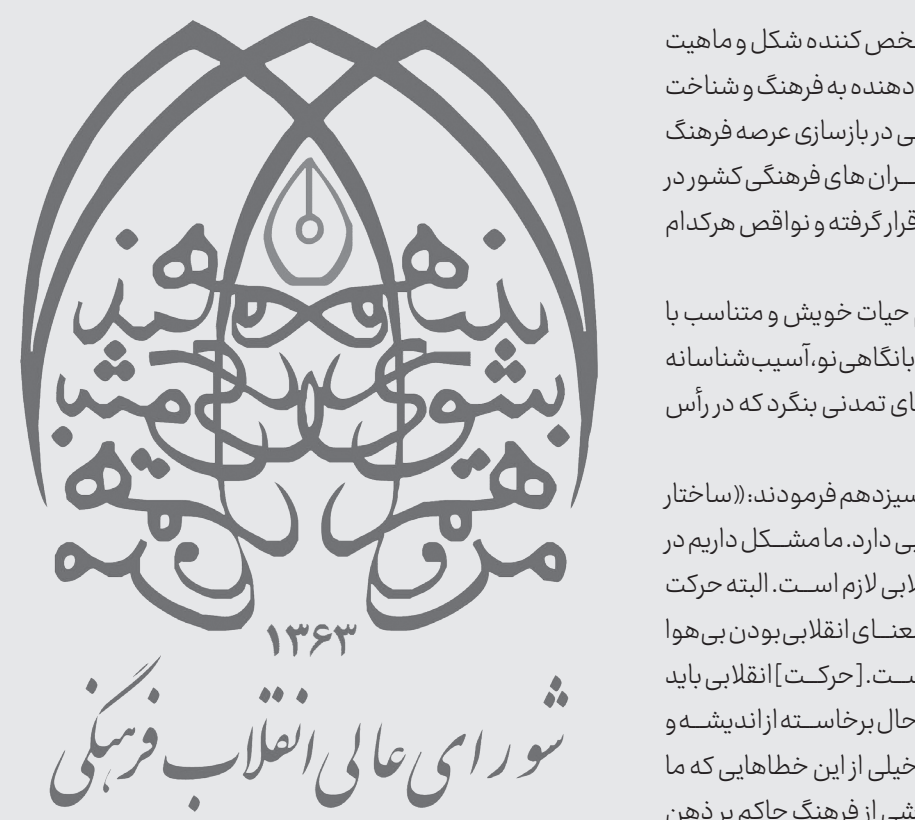 خص کننده شکل و ماهیت
دهنده به فرهنگ و شناخت
ی در بازسازی عرصه فرهنگ
ـران های فرهنگی کشور در
قرار گرفته و نواقص هرکدام
حیات خویش و متناسب با
بانگاهی نو، آسیب شناسانه
ای تمدنی بنگرد که در رأس
سیزدهم فرمودند: «ساختار
یی دارد. ما مشکل داریم در
لابی لازم است. البته حرکت
عنای انقلابی بودن بی هوا
ست. [حرکت] انقلابی باید
حال برخاسته از اندیشه و
خیلی از این خطاهایی که ما
شی از فرهنگ حاکم بر ذهن
۱۳۶۳
شورای عالی انقلاب فرهنگی